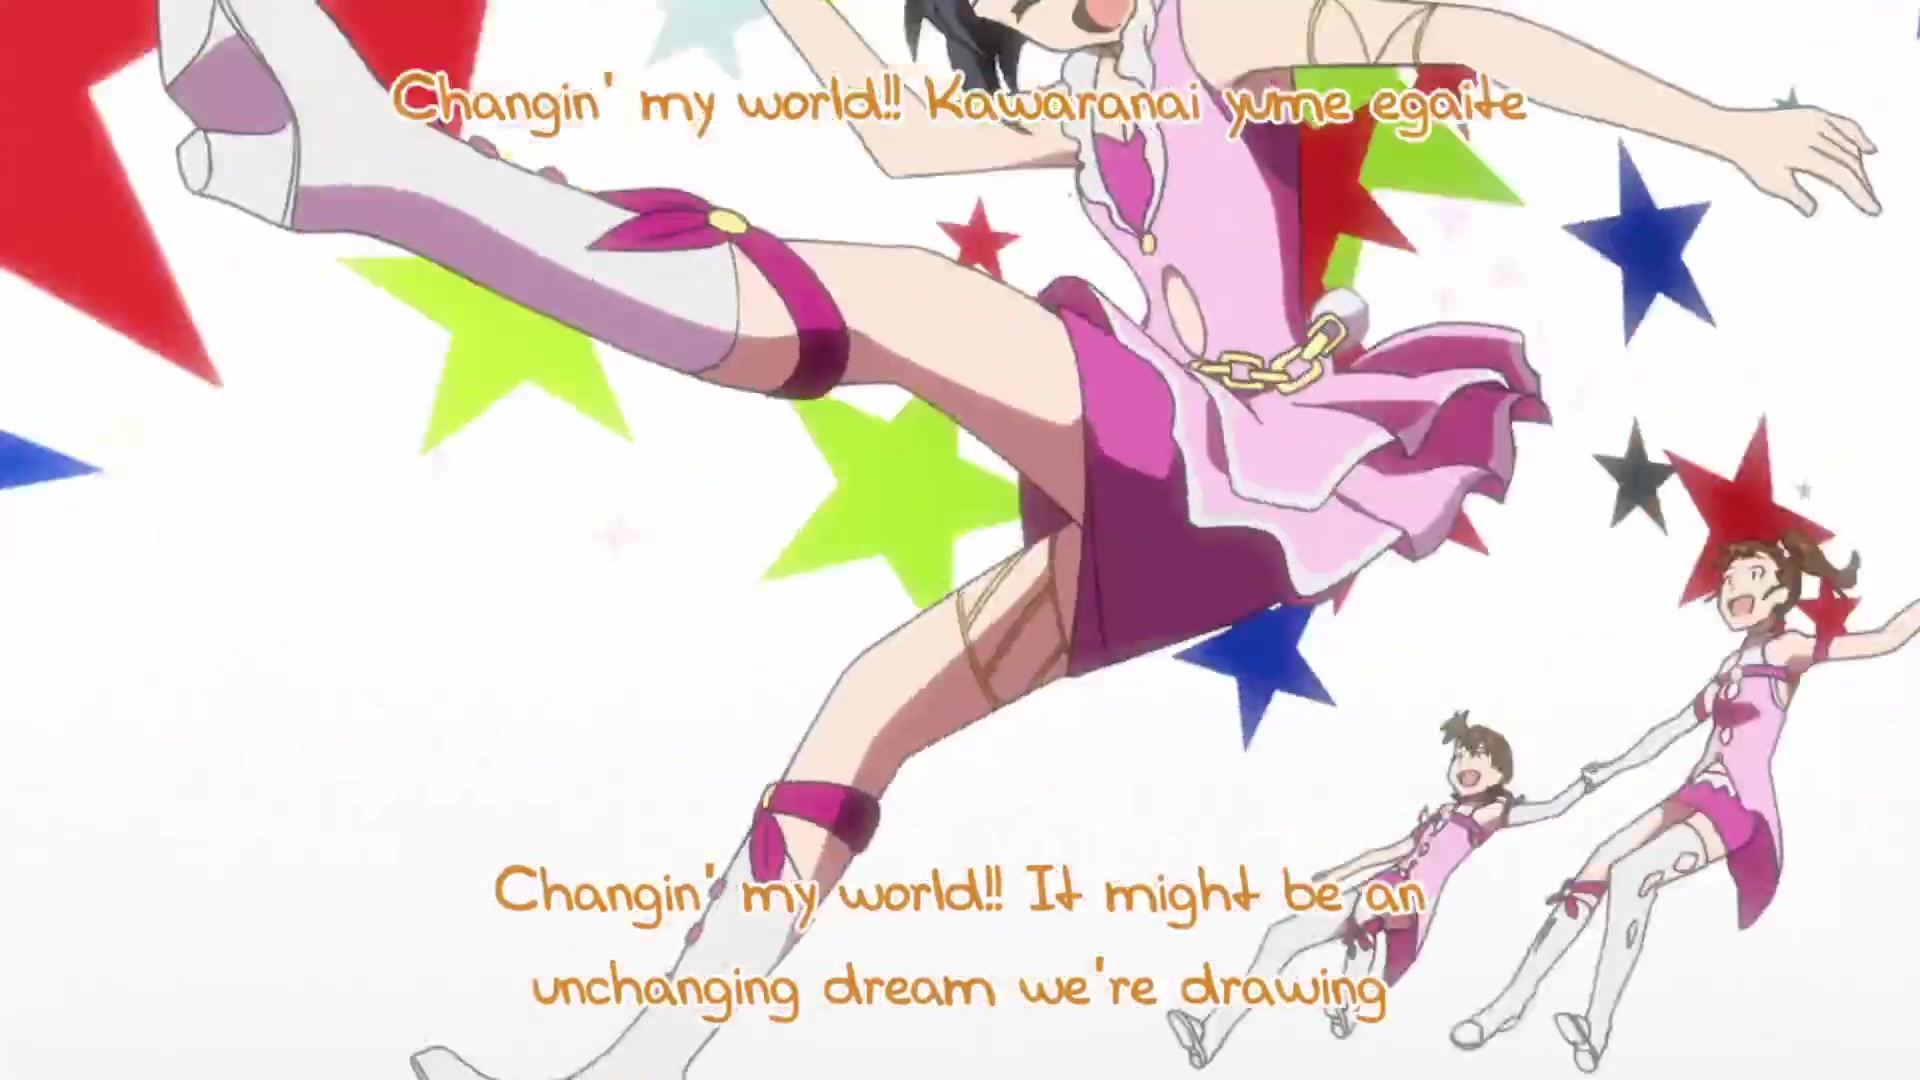 Changin' my world!! Kawaranai yume egaite
Changin' my world!! It might be an
unchanging dream we're drawing